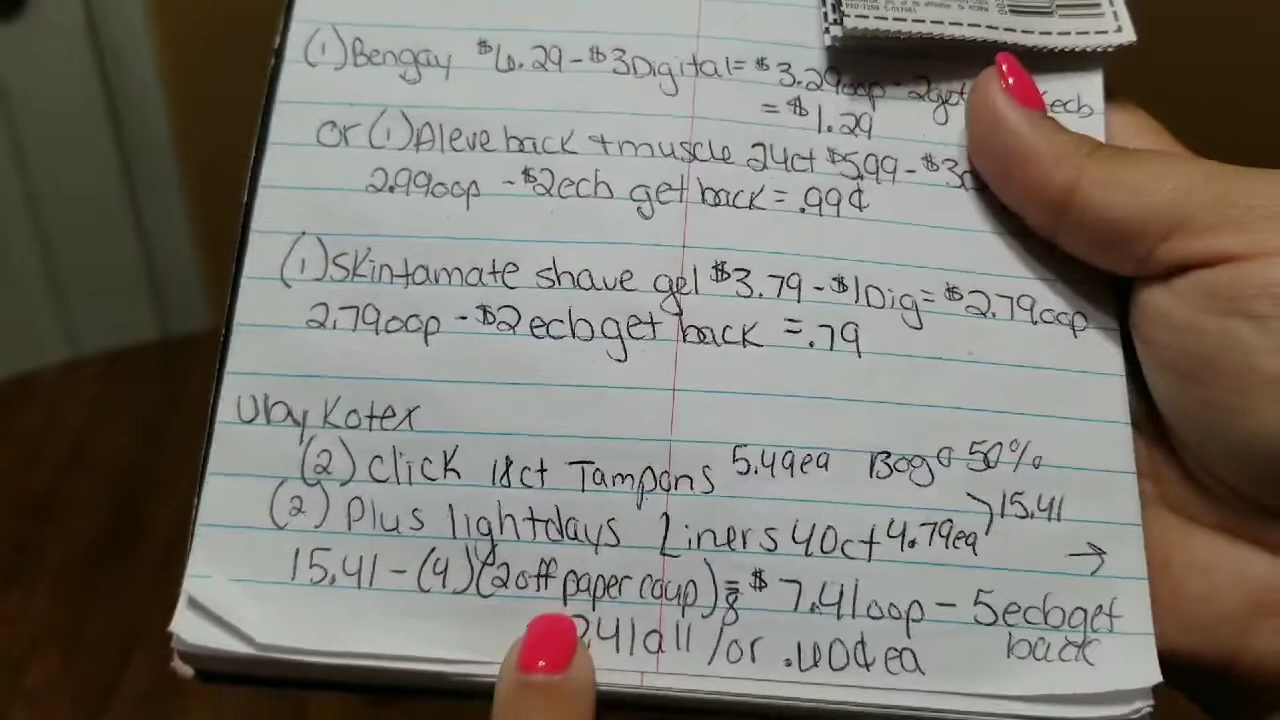 (1) Bengay $6.29 - $3 Digital = $3.29 oop - 2 get ecb
= $1.29
or (1) Aleve back + muscle 24ct $5.99 - $3
2.99 oop - $2 ecb get back = .99¢
(1) Skintamate shave gel $3.79 - $1 Dig = $2.79 oop
2.79 oop - $2 ecb get back = .79
U by Kotex
(2) Click 18ct Tampons 5.49ea Bogo 50%
(2) Plus lightdays Liners 40ct 4.79ea } 15.41 →
15.41 - (4)(2 off paper coup) = $7.41 oop - 5 ecb get back
8
2.41 all / or .60¢ ea